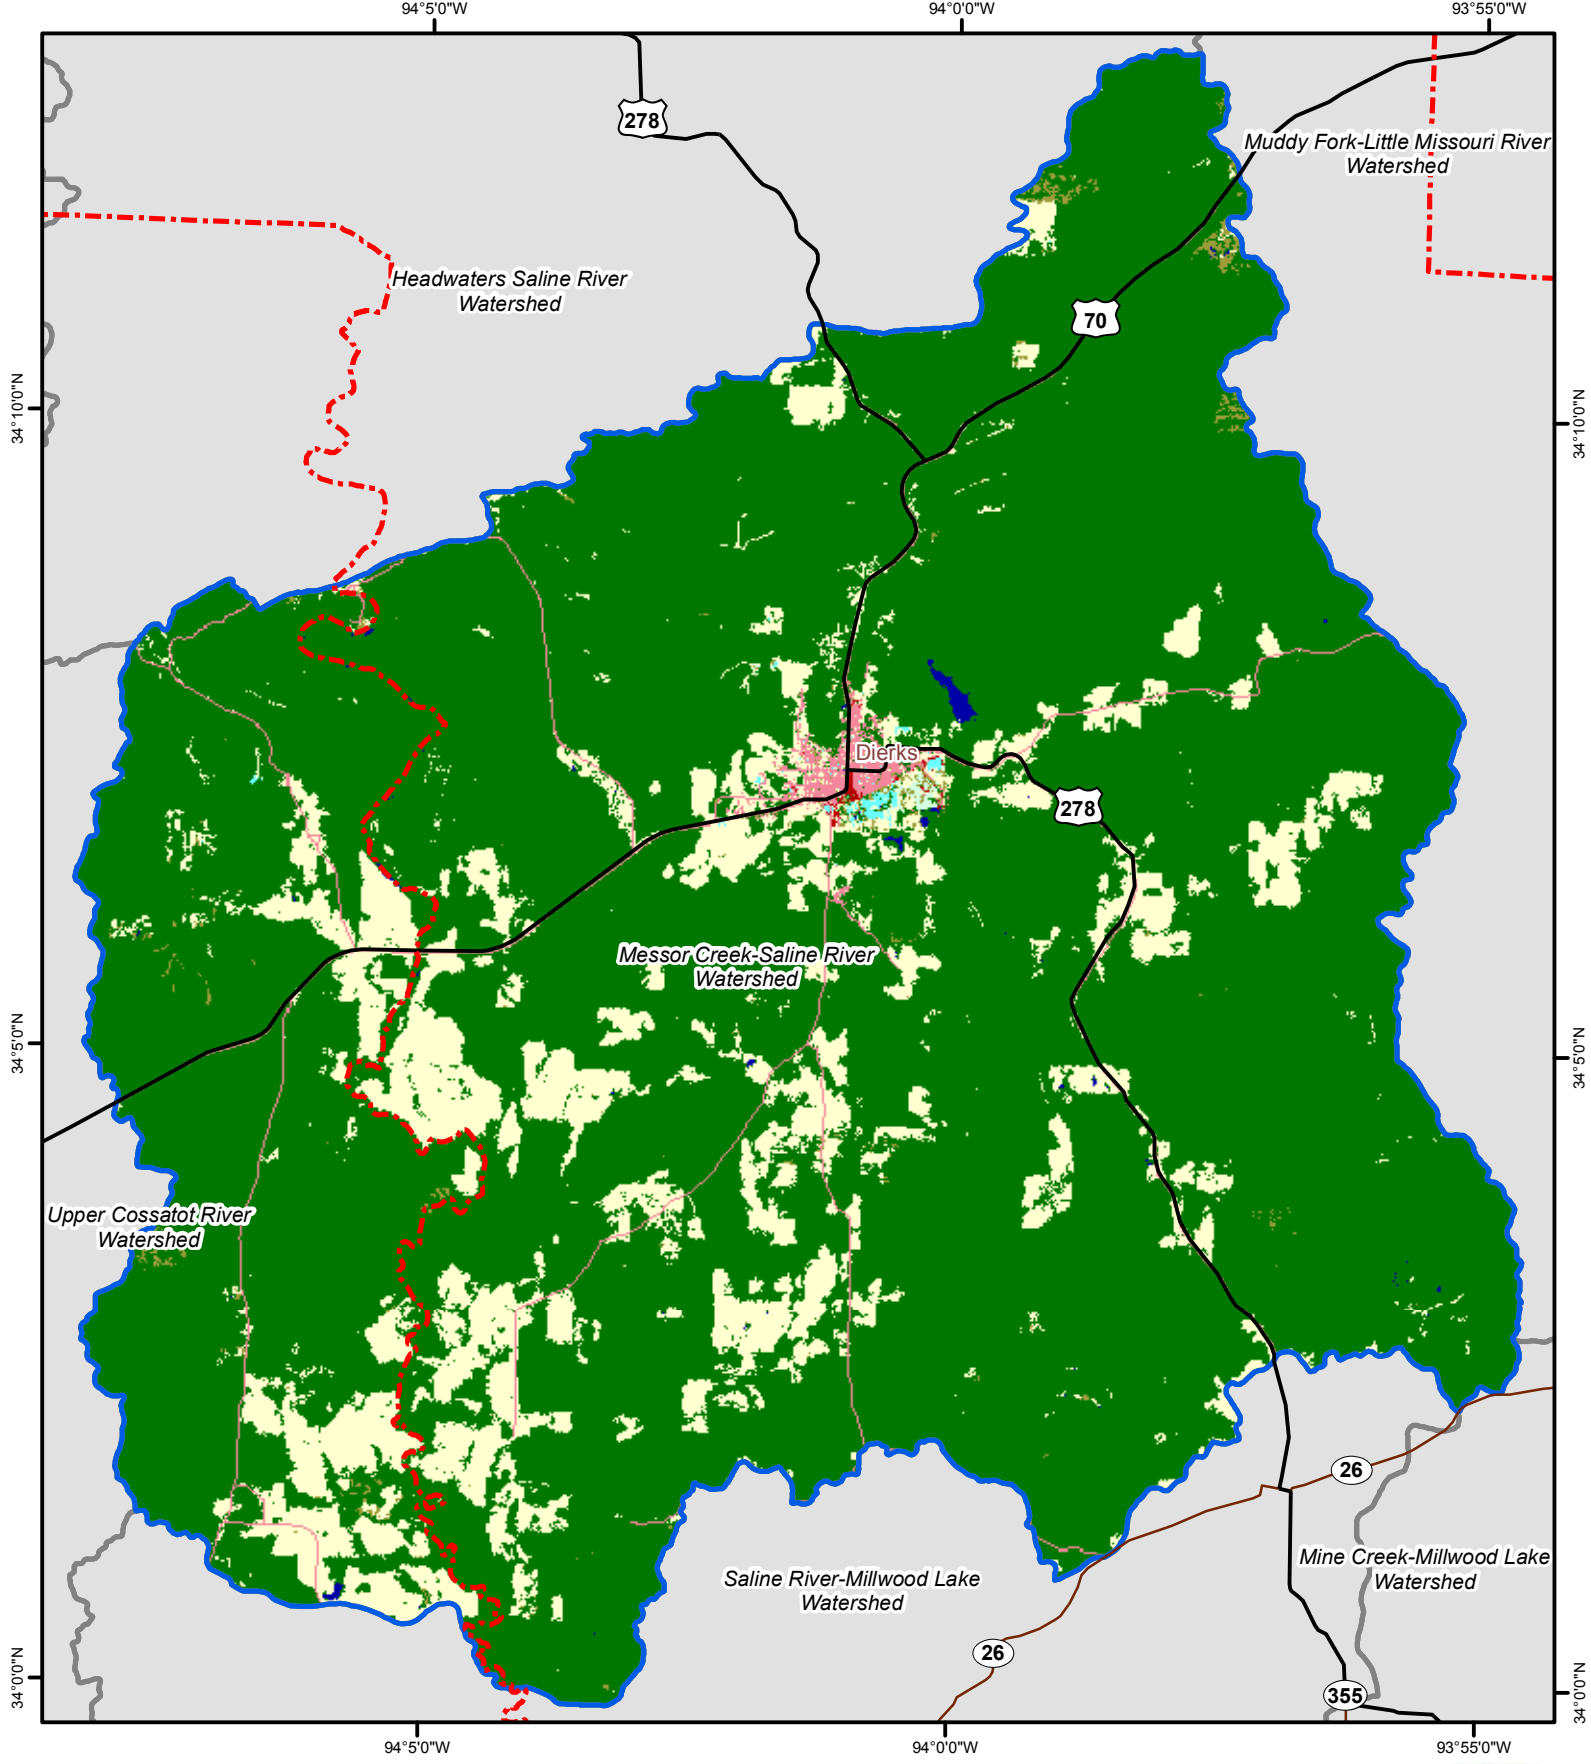 94°5'0"W
94°0'0"W
93°55'0"W
278
Muddy Fork-Little Missouri River
Watershed
Headwaters Saline River
Watershed
70
34°10'0"N
34°10'0"N
Dierks
278
Messor Creek-Saline River
Watershed
34°5'0"N
34°5'0"N
Upper Cossatot River
Watershed
26
Saline River-Millwood Lake
Watershed
Mine Creek-Millwood Lake
Watershed
26
355
34°0'0"N
34°0'0"N
94°5'0"W
94°0'0"W
93°55'0"W